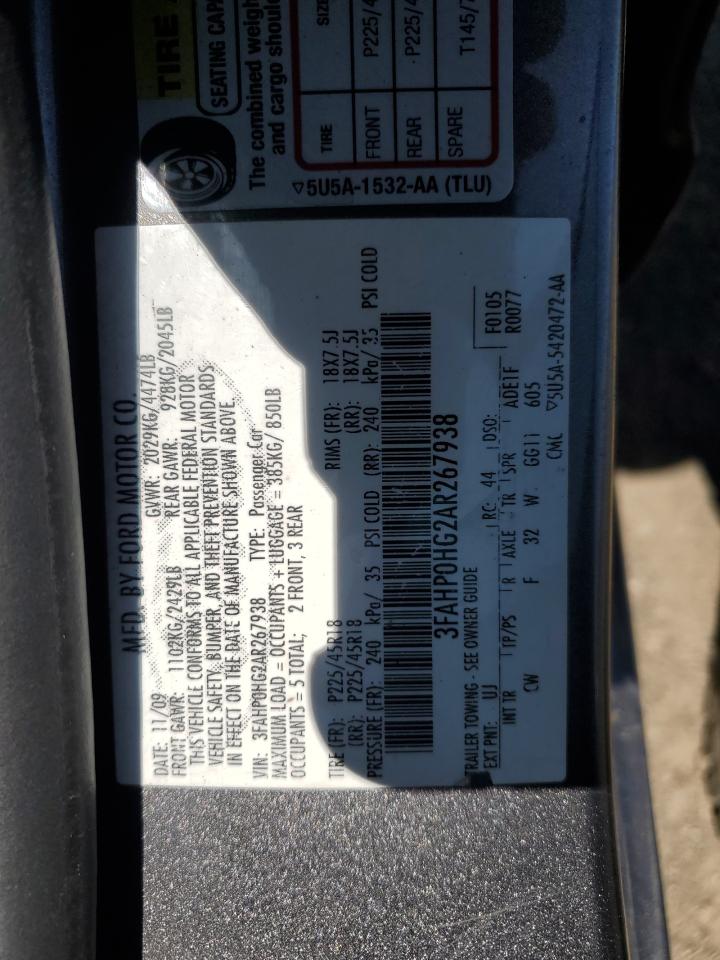 TIRE
SEATING CAP
The combined weigh
and cargo shoul
TIRE SIZ
FRONT P225/4
REAR P225/4
SPARE T145/
▽5U5A-1532-AA (TLU)
MFD. BY FORD MOTOR CO.
DATE: 11/09 GVWR: 2029KG/4474LB
FRONT GAWR: 1102KG/2429LB REAR GAWR: 928KG/2045LB
THIS VEHICLE CONFORMS TO ALL APPLICABLE FEDERAL MOTOR
VEHICLE SAFETY, BUMPER, AND THEFT PREVENTION STANDARDS
IN EFFECT ON THE DATE OF MANUFACTURE SHOWN ABOVE.
VIN: 3FAHP0HG2AR267938 TYPE: Passenger Car
MAXIMUM LOAD = OCCUPANTS + LUGGAGE = 385KG/ 850LB
OCCUPANTS = 5 TOTAL; 2 FRONT, 3 REAR
TIRE (FR): P225/45R18 RIMS (FR): 18X7.5J
(RR): P225/45R18 (RR): 18X7.5J
PRESSURE (FR): 240 kPa/ 35 PSI COLD (RR): 240 kPa/ 35 PSI COLD
3FAHP0HG2AR267938
TRAILER TOWING - SEE OWNER GUIDE F0105
EXT PNT: UJ RC: 44 DSO: R0077
INT TR TP/PS R AXLE TR SPR ADEIF
CW F 32 W GG11 605
CMC ▽5U5A-5420472-AA